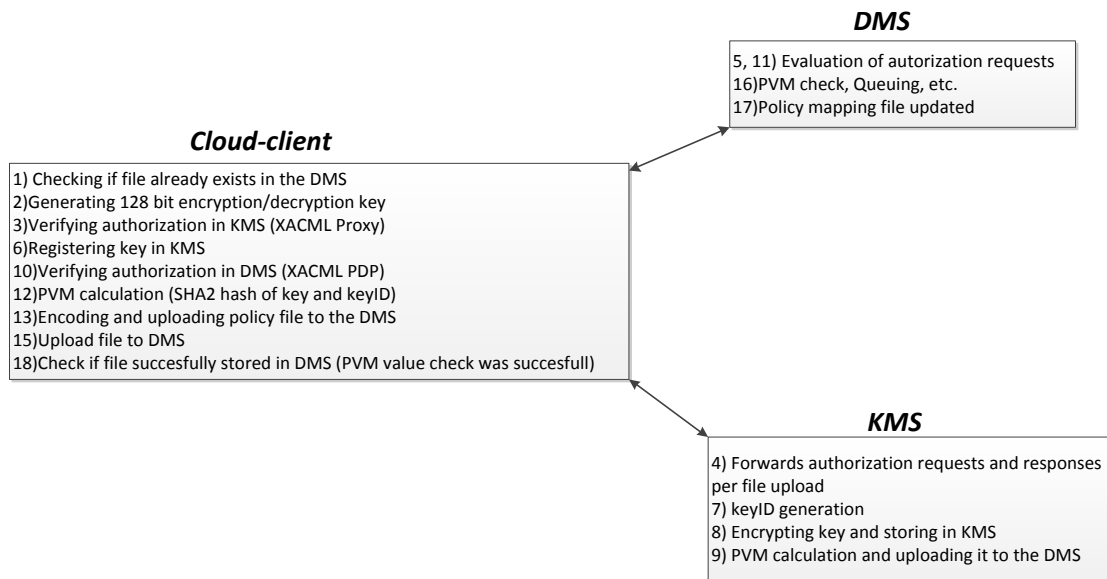 DMS
5, 11) Evaluation of autorization requests
16)PVM check, Queuing, etc.
17)Policy mapping file updated
Cloud-client
1) Checking if file already exists in the DMS
2)Generating 128 bit encryption/decryption key
3)Verifying authorization in KMS (XACML Proxy)
6)Registering key in KMS
10)Verifying authorization in DMS (XACML PDP)
12)PVM calculation (SHA2 hash of key and keyID)
13)Encoding and uploading policy file to the DMS
15)Upload file to DMS
18)Check if file succesfully stored in DMS (PVM value check was succesfull)
KMS
4) Forwards authorization requests and responses
per file upload
7) keyID generation
8) Encrypting key and storing in KMS
9) PVM calculation and uploading it to the DMS